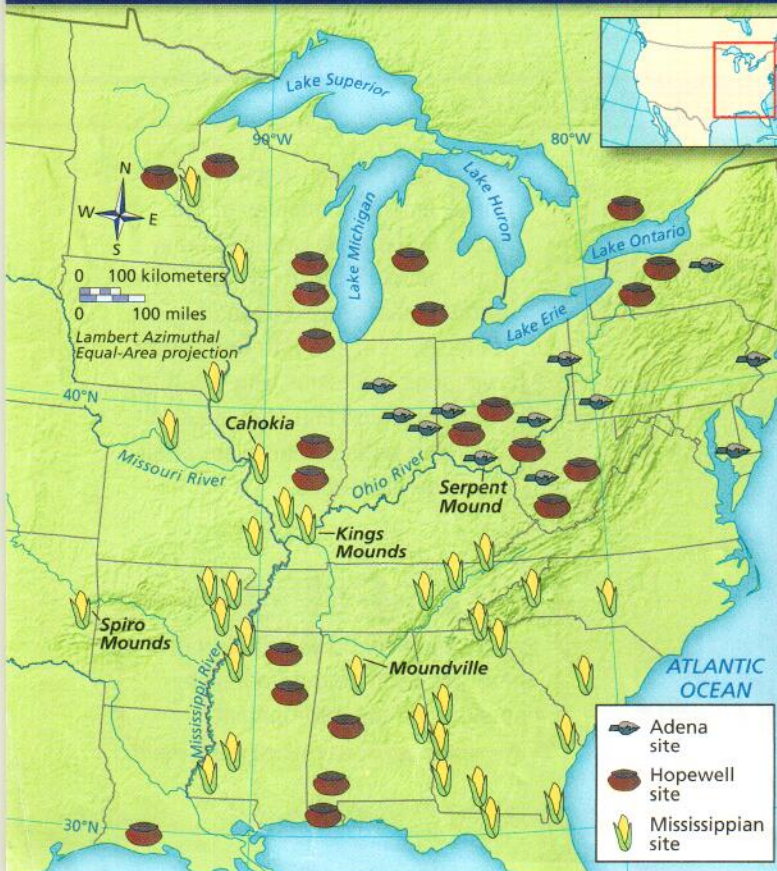 Lake Superior
90°W
80°W
N
W
E
S
Lake Michigan
Lake Huron
Lake Ontario
Lake Erie
0 100 kilometers
0 100 miles
Lambert Azimuthal
Equal-Area projection
40°N
Cahokia
Missouri River
Ohio River
Serpent
Mound
Kings
Mounds
Spiro
Mounds
Mississippi River
Moundville
ATLANTIC
OCEAN
30°N
Adena
site
Hopewell
site
Mississippian
site